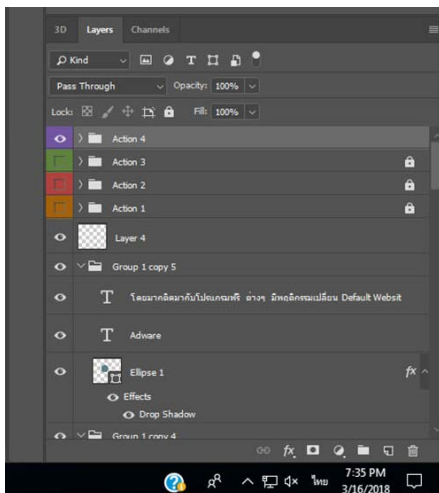 3D Layers Channels
Kind
Pass Through Opacity: 100%
Lock: Fill: 100%
Action 4
Action 3
Action 2
Action 1
Layer 4
Group 1 copy 5
T โดยมากติดมากับโปรแกรมฟรี ต่างๆ มีพฤติกรรมเปลี่ยน Default Websit
T Adware
Ellipse 1 fx
Effects
Drop Shadow
Group 1 copy 4
fx
ไทย 7:35 PM
3/16/2018